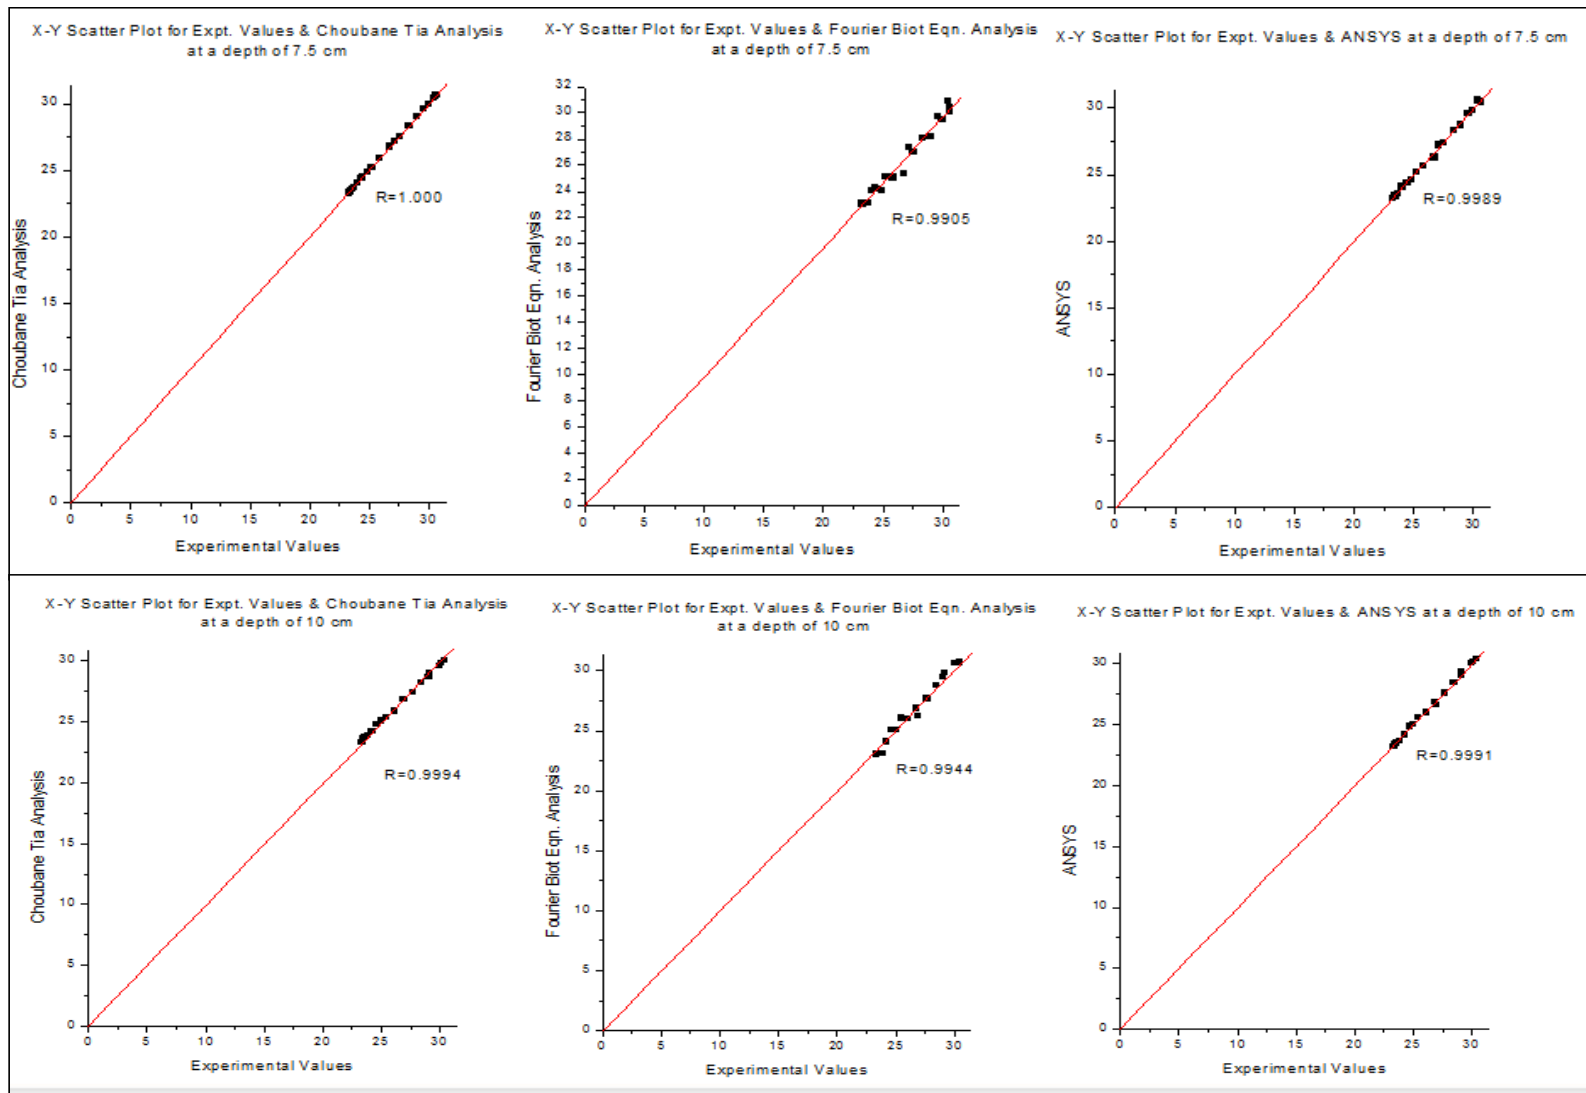 X-Y Scatter Plot for Expt. Values & Choubane Tia Analysis
at a depth of 7.5 cm
30
25
20
15
10
5
0
Choubane Tia Analysis
R=1.000
0 5 10 15 20 25 30
Experimental Values
X-Y Scatter Plot for Expt. Values & Fourier Biot Eqn. Analysis
at a depth of 7.5 cm
32
30
28
26
24
22
20
18
16
14
12
10
8
6
4
2
0
Fourier Biot Eqn. Analysis
R=0.9905
0 5 10 15 20 25 30
Experimental Values
X-Y Scatter Plot for Expt. Values & ANSYS at a depth of 7.5 cm
30
25
20
15
10
5
0
ANSYS
R=0.9989
0 5 10 15 20 25 30
Experimental Values
X-Y Scatter Plot for Expt. Values & Choubane Tia Analysis
at a depth of 10 cm
30
25
20
15
10
5
0
Choubane Tia Analysis
R=0.9994
0 5 10 15 20 25 30
Experimental Values
X-Y Scatter Plot for Expt. Values & Fourier Biot Eqn. Analysis
at a depth of 10 cm
30
25
20
15
10
5
0
Fourier Biot Eqn. Analysis
R=0.9944
0 5 10 15 20 25 30
Experimental Values
X-Y Scatter Plot for Expt. Values & ANSYS at a depth of 10 cm
30
25
20
15
10
5
0
ANSYS
R=0.9991
0 5 10 15 20 25 30
Experimental Values